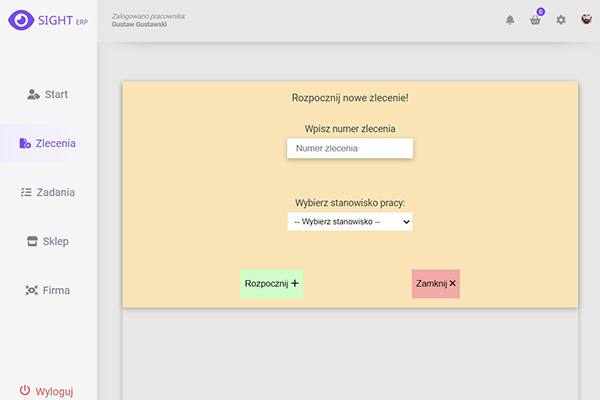 SIGHT ERP
Zalogowano pracownika:
Gustaw Gustawski
0
Start
Zlecenia
Zadania
Sklep
Firma
Wyloguj
Rozpocznij nowe zlecenie!
Wpisz numer zlecenia
Numer zlecenia
Wybierz stanowisko pracy:
-- Wybierz stanowisko --
Rozpocznij
Zamknij